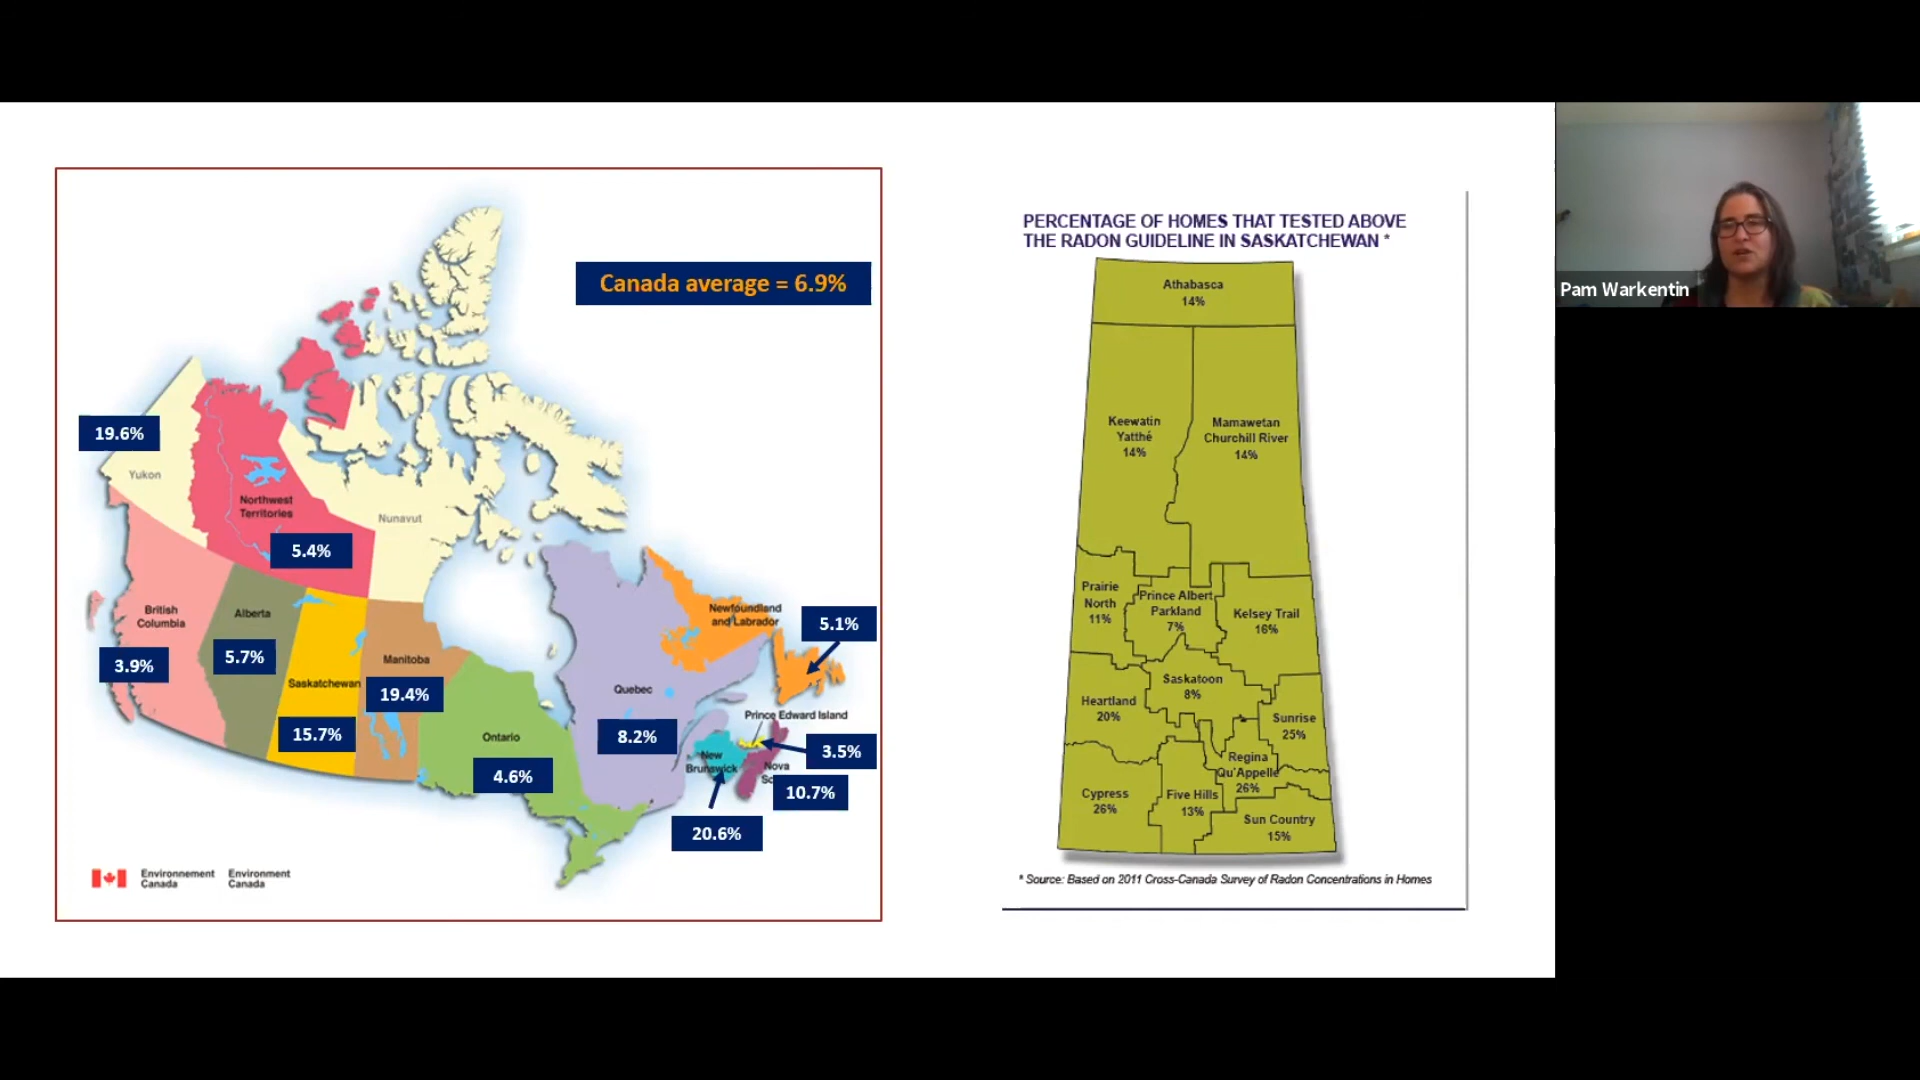 Canada average = 6.9%
19.6%
Yukon
Northwest
Territories
5.4%
Nunavut
British
Columbia
3.9%
Alberta
5.7%
Saskatchewan
15.7%
Manitoba
19.4%
Ontario
4.6%
Quebec
8.2%
Newfoundland
and Labrador
5.1%
Prince Edward Island
3.5%
New
Brunswick
20.6%
Nova
Sc
10.7%
Environnement
Canada
Environment
Canada
PERCENTAGE OF HOMES THAT TESTED ABOVE
THE RADON GUIDELINE IN SASKATCHEWAN *
Athabasca
14%
Keewatin
Yatthé
14%
Mamawetan
Churchill River
14%
Prairie
North
11%
Prince Albert
Parkland
7%
Kelsey Trail
16%
Saskatoon
8%
Heartland
20%
Sunrise
25%
Regina
Qu'Appelle
26%
Cypress
26%
Five Hills
13%
Sun Country
15%
* Source: Based on 2011 Cross-Canada Survey of Radon Concentrations in Homes
Pam Warkentin